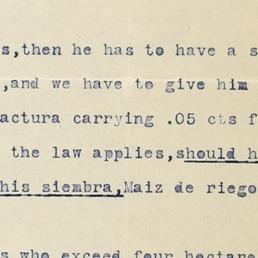 s,then he has to have a s
,and we have to give him
actura carrying .05 cts f
the law applies,should h
his siembra,Maiz de riego
s who exceed four hectare